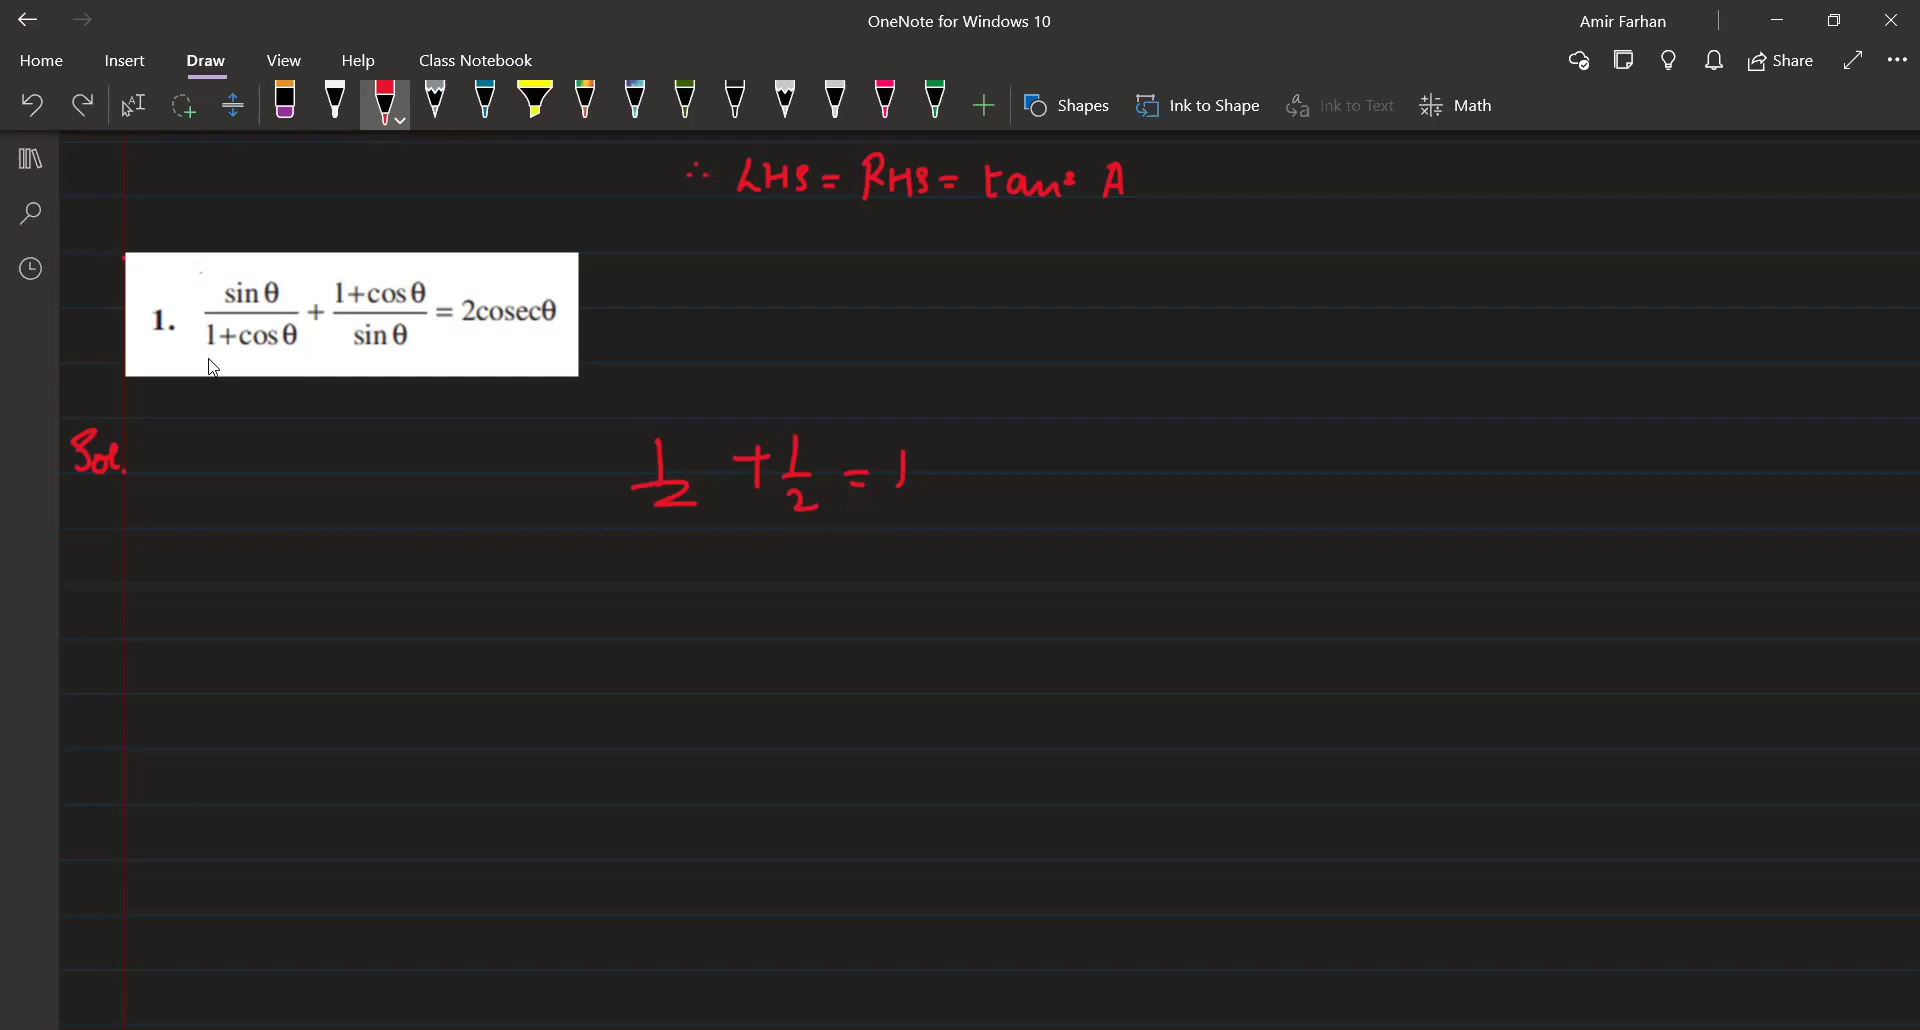 OneNote for Windows 10
Amir Farhan
Home Insert Draw View Help Class Notebook
Share
Shapes Ink to Shape Ink to Text Math
∴ LHS = RHS = tan² A
1. sin θ / 1+cos θ + 1+cos θ / sin θ = 2cosecθ
Sol.
1/2 + 1/2 = 1